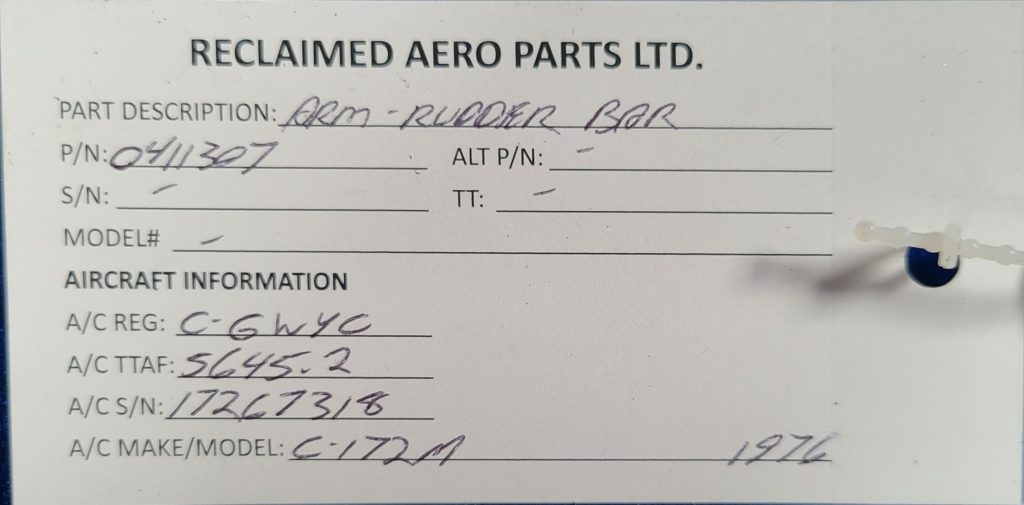 RECLAIMED AERO PARTS LTD.
PART DESCRIPTION: ARM - RUDDER BAR
P/N: 0411307 ALT P/N: -
S/N: - TT: -
MODEL# -
AIRCRAFT INFORMATION
A/C REG: C-GWYC
A/C TTAF: 5645.2
A/C S/N: 17267318
A/C MAKE/MODEL: C-172M 1976